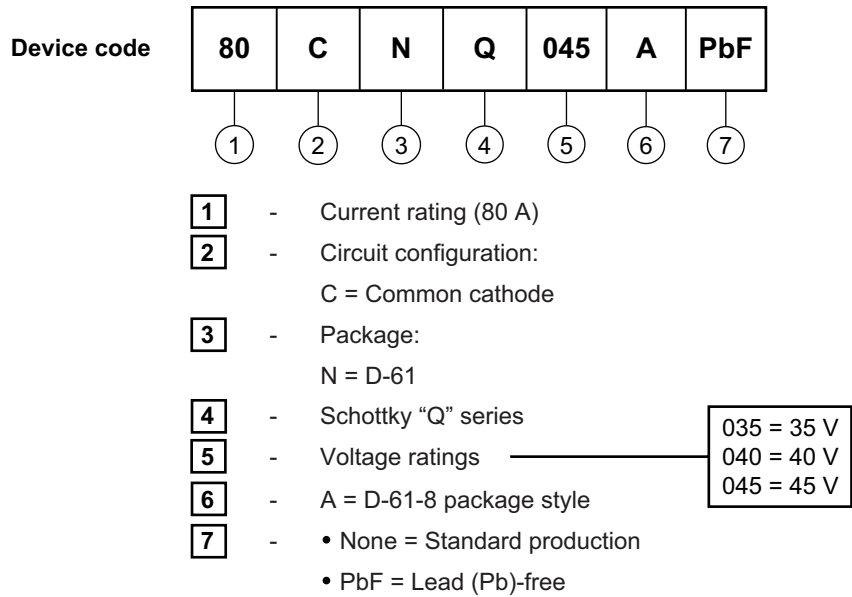 Device code 80 C N Q 045 A PbF
1 2 3 4 5 6 7
1 - Current rating (80 A)
2 - Circuit configuration:
C = Common cathode
3 - Package:
N = D-61
4 - Schottky “Q” series
5 - Voltage ratings
035 = 35 V
040 = 40 V
045 = 45 V
6 - A = D-61-8 package style
7 - • None = Standard production
• PbF = Lead (Pb)-free